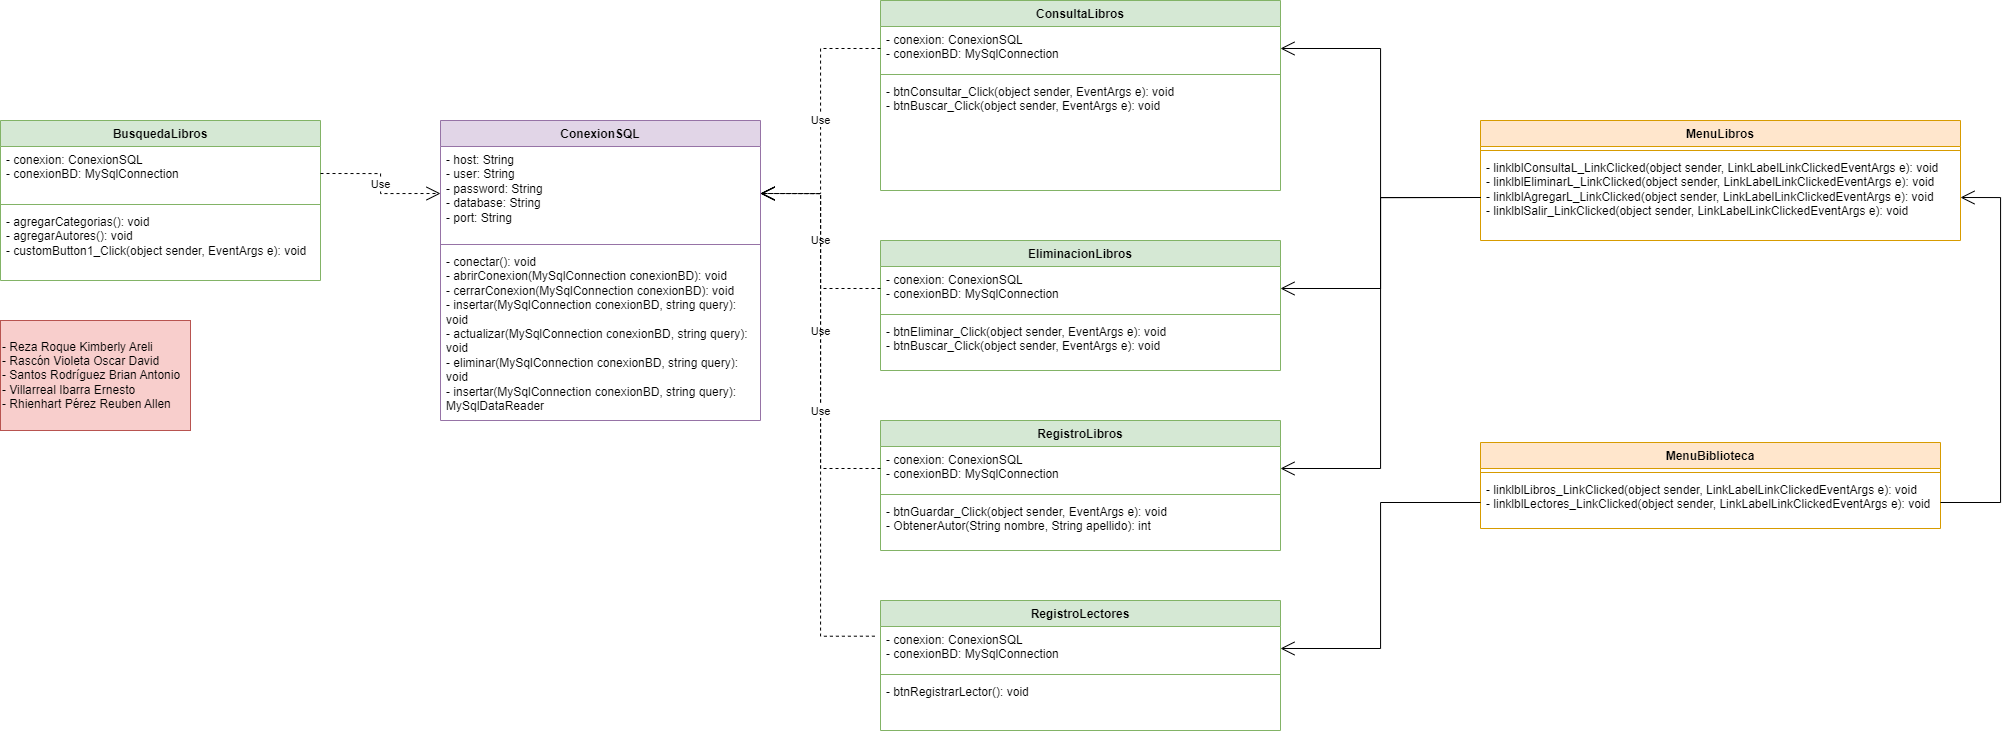 BusquedaLibros
- conexion: ConexionSQL
- conexionBD: MySqlConnection
- agregarCategorias(): void
- agregarAutores(): void
- customButton1_Click(object sender, EventArgs e): void
- Reza Roque Kimberly Areli
- Rascón Violeta Oscar David
- Santos Rodríguez Brian Antonio
- Villarreal Ibarra Ernesto
- Rhienhart Pérez Reuben Allen
Use
ConexionSQL
- host: String
- user: String
- password: String
- database: String
- port: String
- conectar(): void
- abrirConexion(MySqlConnection conexionBD): void
- cerrarConexion(MySqlConnection conexionBD): void
- insertar(MySqlConnection conexionBD, string query):
void
- actualizar(MySqlConnection conexionBD, string query):
void
- eliminar(MySqlConnection conexionBD, string query):
void
- insertar(MySqlConnection conexionBD, string query):
MySqlDataReader
Use
Use
Use
Use
ConsultaLibros
- conexion: ConexionSQL
- conexionBD: MySqlConnection
- btnConsultar_Click(object sender, EventArgs e): void
- btnBuscar_Click(object sender, EventArgs e): void
EliminacionLibros
- conexion: ConexionSQL
- conexionBD: MySqlConnection
- btnEliminar_Click(object sender, EventArgs e): void
- btnBuscar_Click(object sender, EventArgs e): void
RegistroLibros
- conexion: ConexionSQL
- conexionBD: MySqlConnection
- btnGuardar_Click(object sender, EventArgs e): void
- ObtenerAutor(String nombre, String apellido): int
RegistroLectores
- conexion: ConexionSQL
- conexionBD: MySqlConnection
- btnRegistrarLector(): void
MenuLibros
- linklblConsultaL_LinkClicked(object sender, LinkLabelLinkClickedEventArgs e): void
- linklblEliminarL_LinkClicked(object sender, LinkLabelLinkClickedEventArgs e): void
- linklblAgregarL_LinkClicked(object sender, LinkLabelLinkClickedEventArgs e): void
- linklblSalir_LinkClicked(object sender, LinkLabelLinkClickedEventArgs e): void
MenuBiblioteca
- linklblLibros_LinkClicked(object sender, LinkLabelLinkClickedEventArgs e): void
- linklblLectores_LinkClicked(object sender, LinkLabelLinkClickedEventArgs e): void